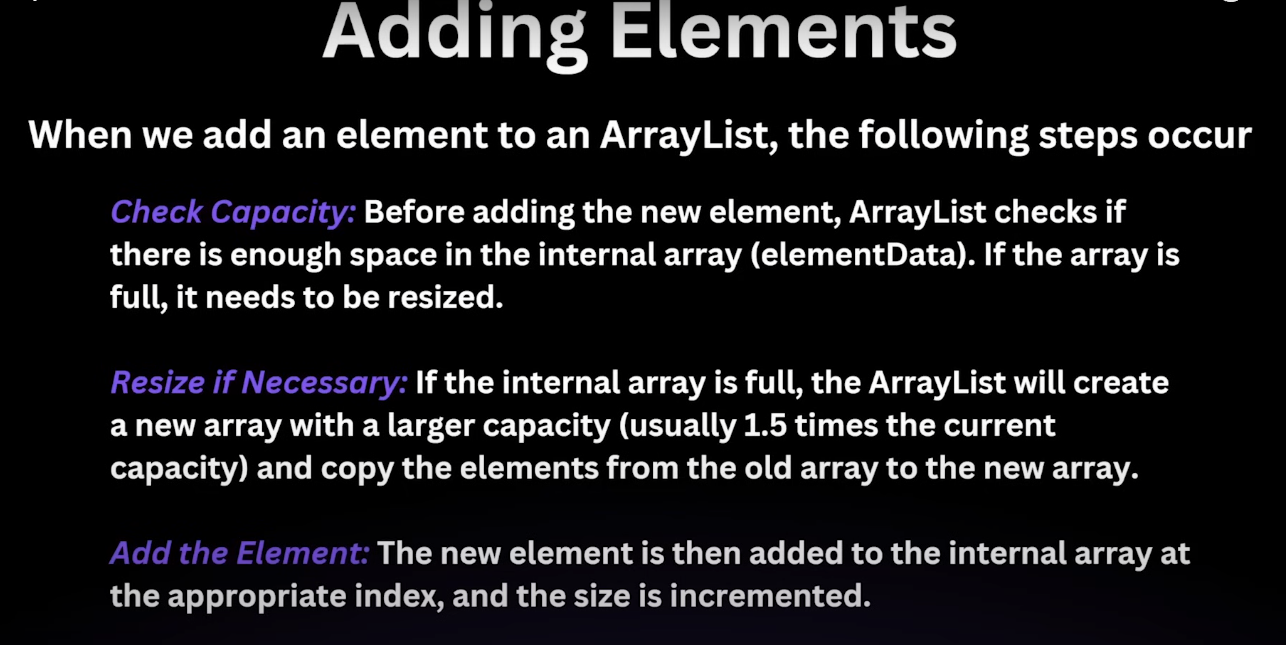 Adding Elements
When we add an element to an ArrayList, the following steps occur
Check Capacity: Before adding the new element, ArrayList checks if
there is enough space in the internal array (elementData). If the array is
full, it needs to be resized.
Resize if Necessary: If the internal array is full, the ArrayList will create
a new array with a larger capacity (usually 1.5 times the current
capacity) and copy the elements from the old array to the new array.
Add the Element: The new element is then added to the internal array at
the appropriate index, and the size is incremented.